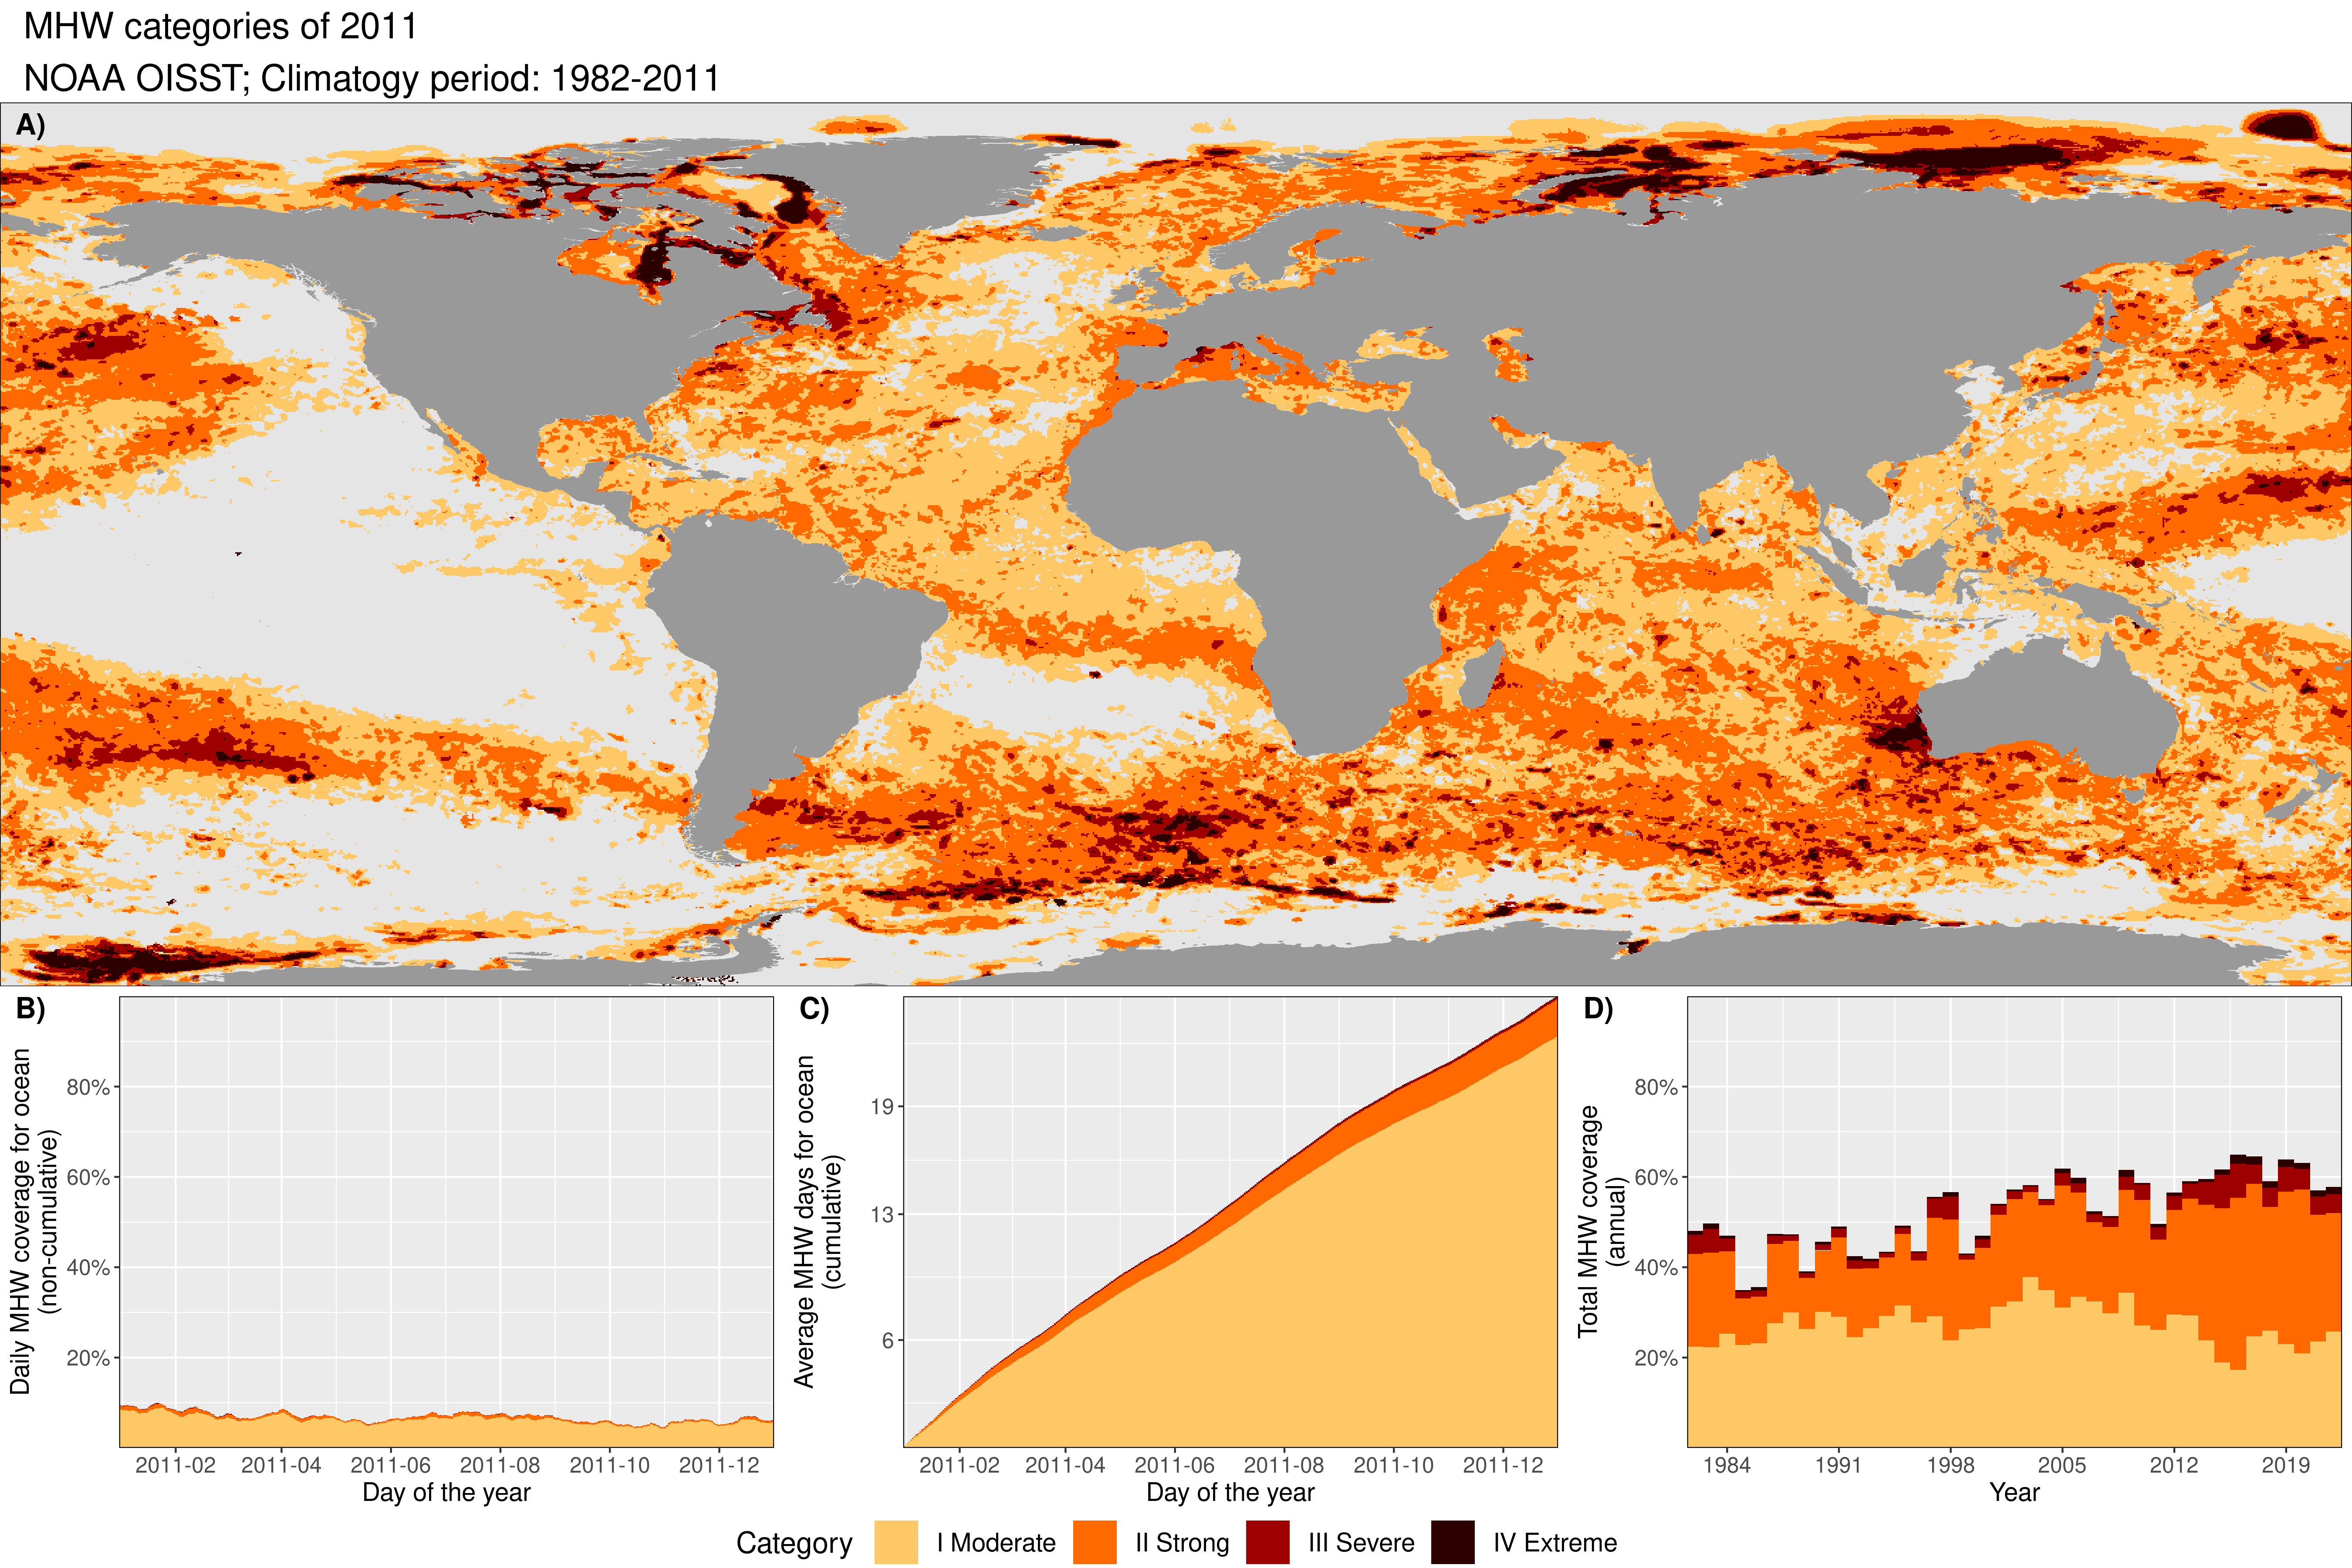 MHW categories of 2011
NOAA OISST; Climatogy period: 1982-2011
A)
B)
Daily MHW coverage for ocean
(non-cumulative)
80%
60%
40%
20%
2011-02 2011-04 2011-06 2011-08 2011-10 2011-12
Day of the year
C)
Average MHW days for ocean
(cumulative)
19
13
6
2011-02 2011-04 2011-06 2011-08 2011-10 2011-12
Day of the year
D)
Total MHW coverage
(annual)
80%
60%
40%
20%
1984 1991 1998 2005 2012 2019
Year
Category I Moderate II Strong III Severe IV Extreme